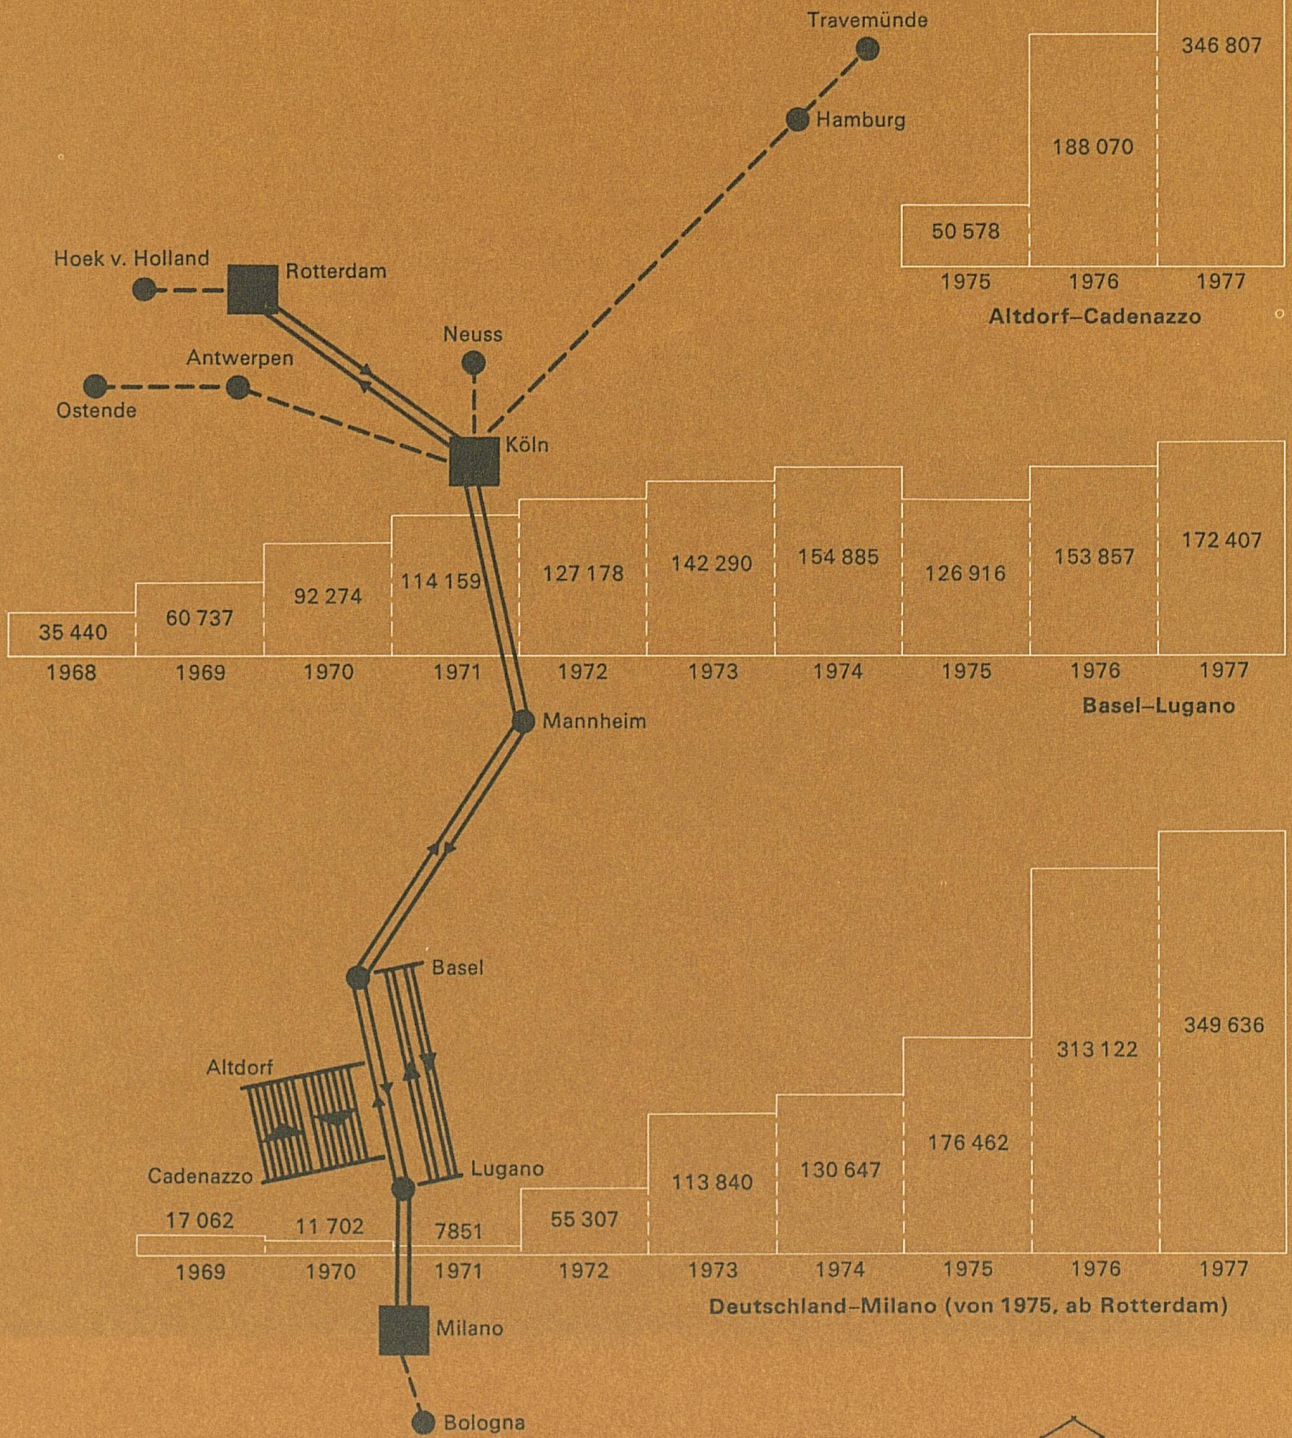 Travemünde
346 807
Hamburg
188 070
50 578
Hoek v. Holland
Rotterdam
1975 1976 1977
Altdorf–Cadenazzo
Neuss
Antwerpen
Ostende
Köln
35 440 60 737 92 274 114 159 127 178 142 290 154 885 126 916 153 857 172 407
1968 1969 1970 1971 1972 1973 1974 1975 1976 1977
Basel–Lugano
Mannheim
Basel
Altdorf
Cadenazzo
Lugano
17 062 11 702 7851 55 307 113 840 130 647 176 462 313 122 349 636
1969 1970 1971 1972 1973 1974 1975 1976 1977
Deutschland–Milano (von 1975, ab Rotterdam)
Milano
Bologna